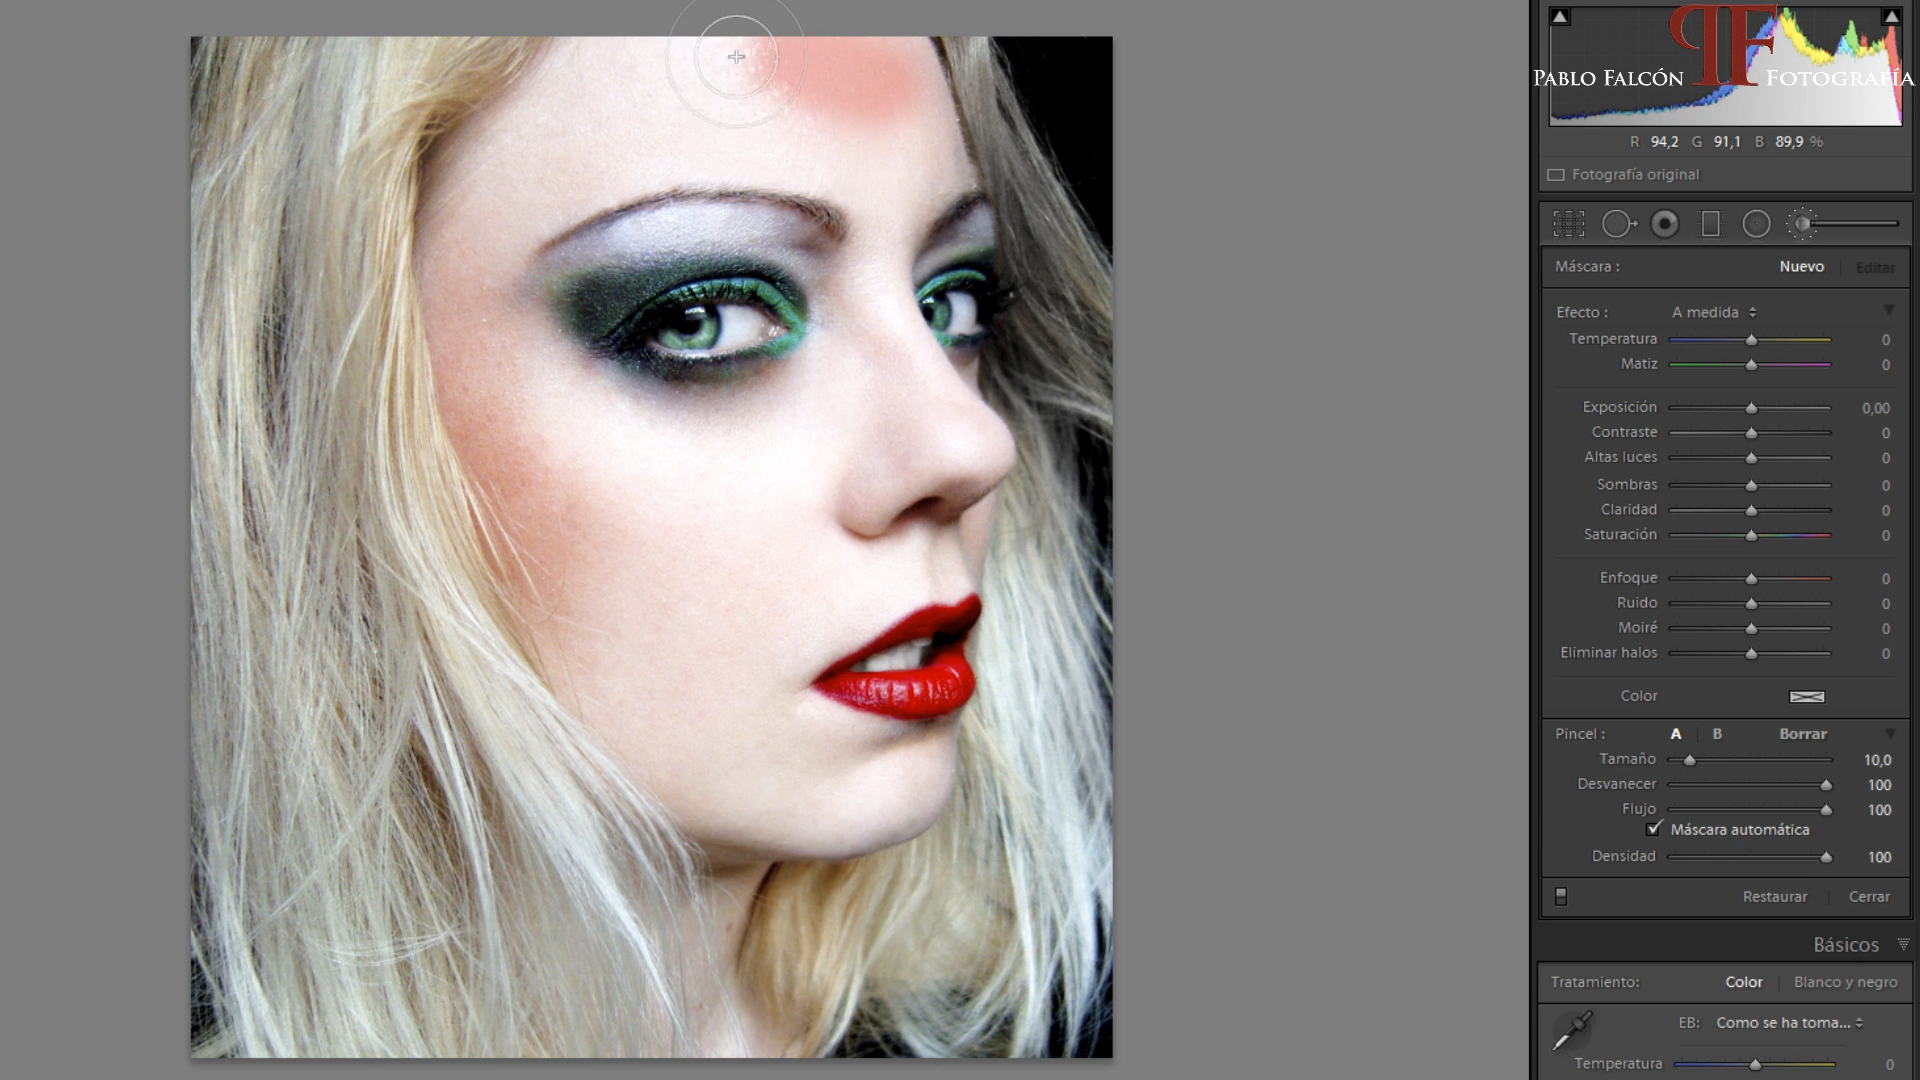 PABLO FALCÓN PF FOTOGRAFÍA
R 94,2 G 91,1 B 89,9 %
Fotografía original
Máscara : Nuevo Editar
Efecto : A medida
Temperatura 0
Matiz 0
Exposición 0,00
Contraste 0
Altas luces 0
Sombras 0
Claridad 0
Saturación 0
Enfoque 0
Ruido 0
Moiré 0
Eliminar halos 0
Color
Pincel : A B Borrar
Tamaño 10,0
Desvanecer 100
Flujo 100
Máscara automática
Densidad 100
Restaurar Cerrar
Básicos
Tratamiento: Color Blanco y negro
EB: Como se ha toma...
Temperatura 0